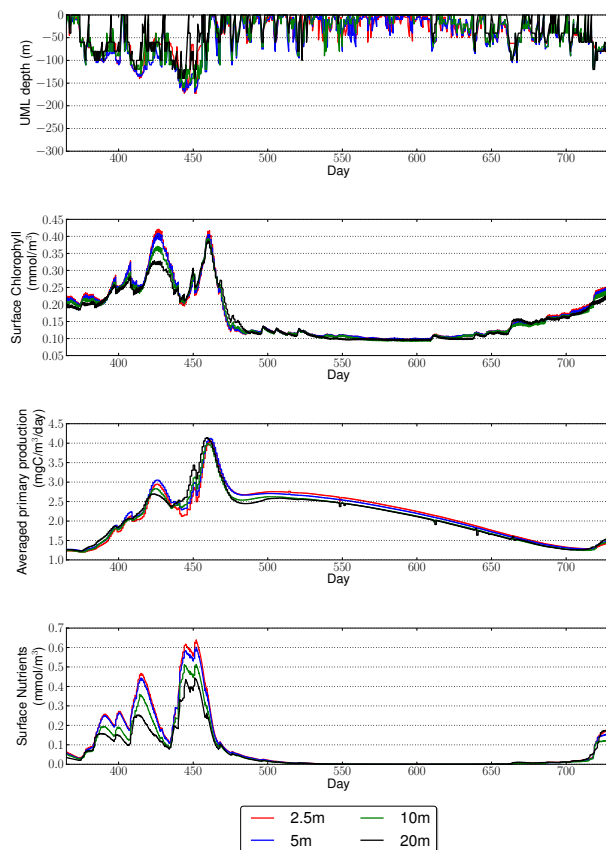 0
−50
−100
−150
−200
−250
−300
UML depth (m)
400 450 500 550 600 650 700
Day
0.45
0.40
0.35
0.30
0.25
0.20
0.15
0.10
0.05
Surface Chlorophyll
(mmol/m³)
400 450 500 550 600 650 700
Day
4.5
4.0
3.5
3.0
2.5
2.0
1.5
1.0
Averaged primary production
(mgC/m³/day)
400 450 500 550 600 650 700
Day
0.7
0.6
0.5
0.4
0.3
0.2
0.1
0.0
Surface Nutrients
(mmol/m³)
400 450 500 550 600 650 700
Day
2.5m 10m
5m 20m